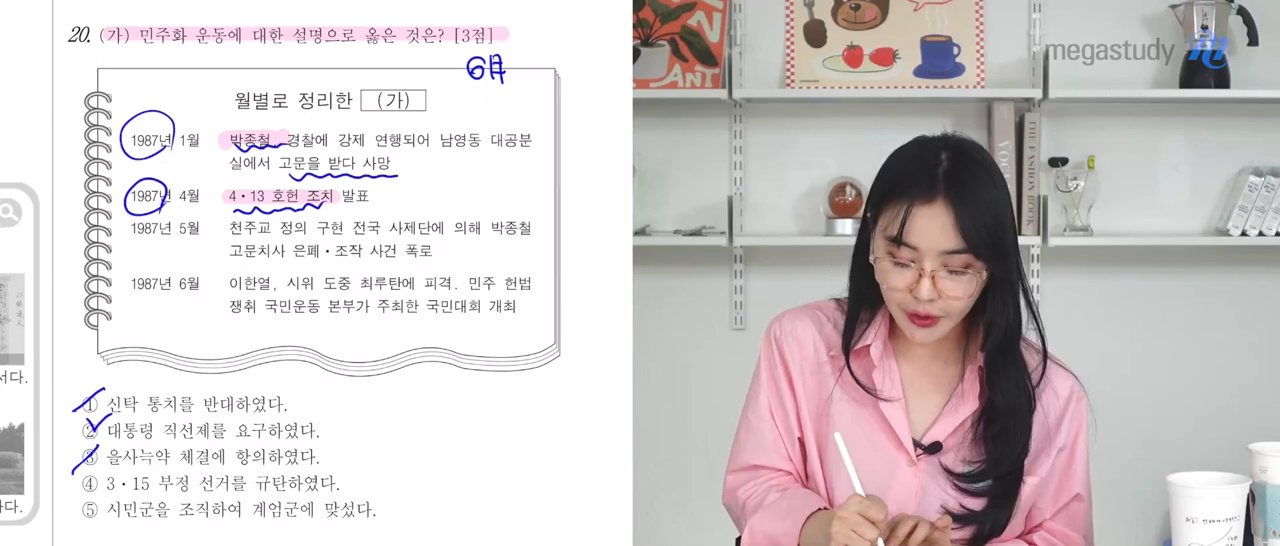 20. (가) 민주화 운동에 대한 설명으로 옳은 것은? [3점]
6月
월별로 정리한 (가)
1987년 1월 박종철, 경찰에 강제 연행되어 남영동 대공분
실에서 고문을 받다 사망
1987년 4월 4·13 호헌 조치 발표
1987년 5월 천주교 정의 구현 전국 사제단에 의해 박종철
고문치사 은폐·조작 사건 폭로
1987년 6월 이한열, 시위 도중 최루탄에 피격. 민주 헌법
쟁취 국민운동 본부가 주최한 국민대회 개최
① 신탁 통치를 반대하였다.
② 대통령 직선제를 요구하였다.
③ 을사늑약 체결에 항의하였다.
④ 3·15 부정 선거를 규탄하였다.
⑤ 시민군을 조직하여 계엄군에 맞섰다.
서다.
다.
megastudy
ANT
THE FASHION BOOK